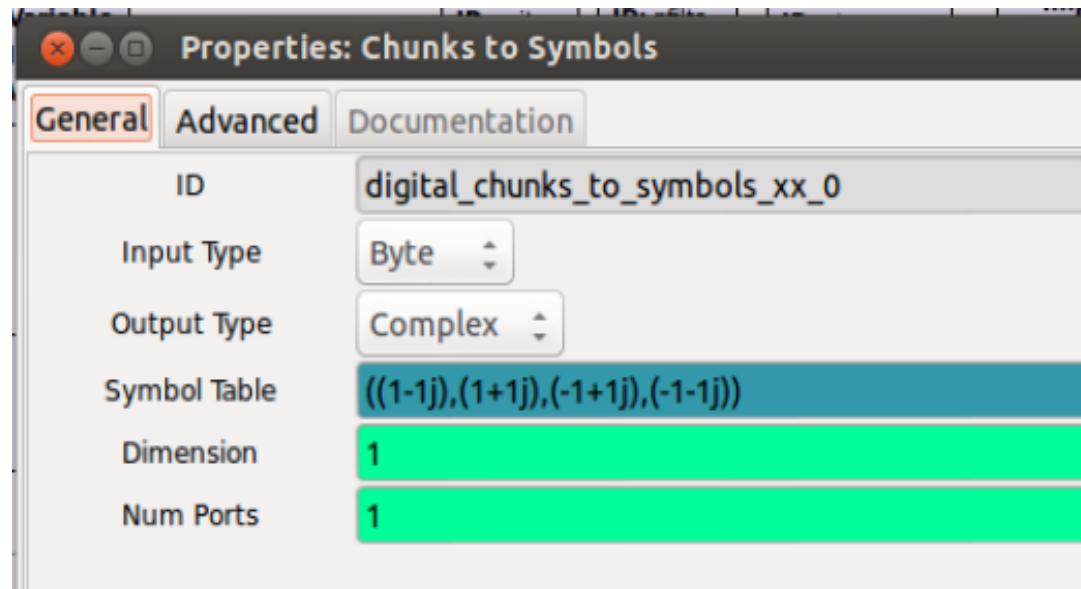 Properties: Chunks to Symbols
General Advanced Documentation
ID digital_chunks_to_symbols_xx_0
Input Type Byte
Output Type Complex
Symbol Table ((1-1j),(1+1j),(-1+1j),(-1-1j))
Dimension 1
Num Ports 1